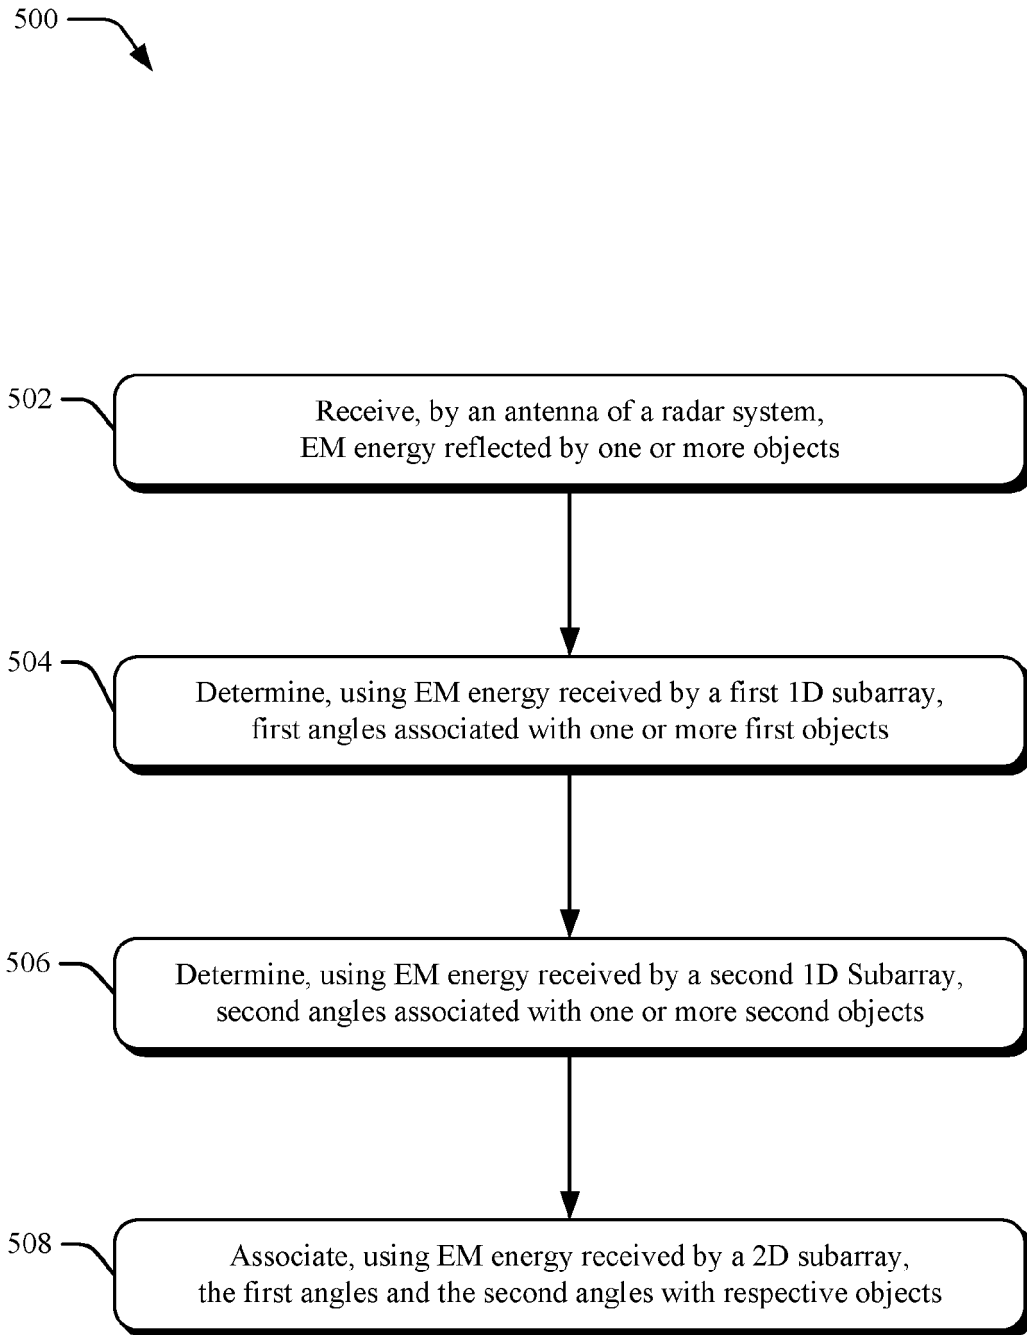 500
502
Receive, by an antenna of a radar system,
EM energy reflected by one or more objects
504
Determine, using EM energy received by a first 1D subarray,
first angles associated with one or more first objects
506
Determine, using EM energy received by a second 1D Subarray,
second angles associated with one or more second objects
508
Associate, using EM energy received by a 2D subarray,
the first angles and the second angles with respective objects